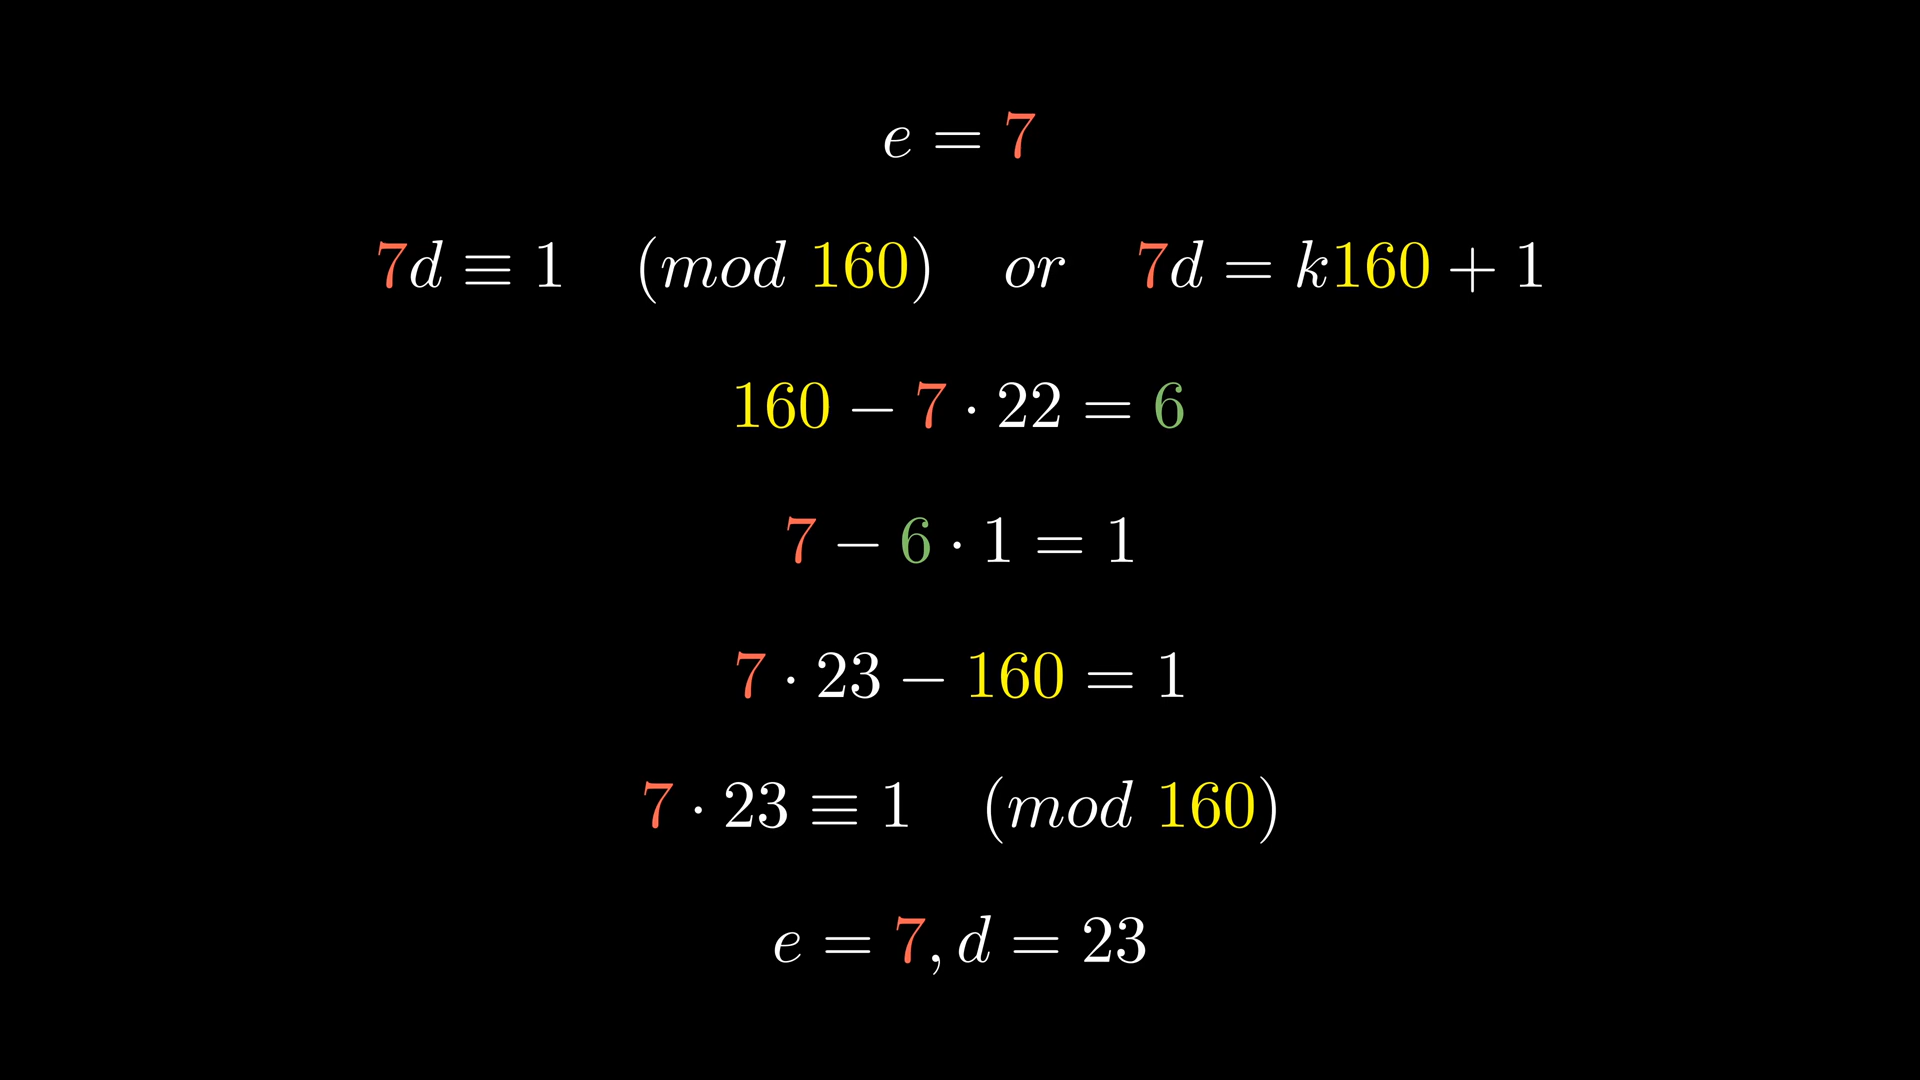 e = 7
7d ≡ 1 (mod 160) or 7d = k160 + 1
160 − 7 · 22 = 6
7 − 6 · 1 = 1
7 · 23 − 160 = 1
7 · 23 ≡ 1 (mod 160)
e = 7, d = 23